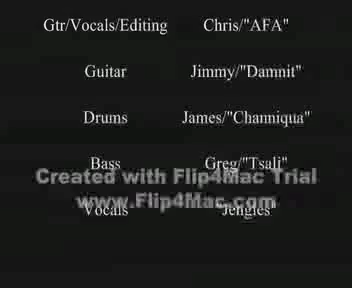 Gtr/Vocals/Editing Chris/"AFA"
Guitar Jimmy/"Damnit"
Drums James/"Channiqua"
Bass Greg/"Tsali"
Created with Flip4Mac Trial
www.Flip4Mac.com
Vocals "Jengles"